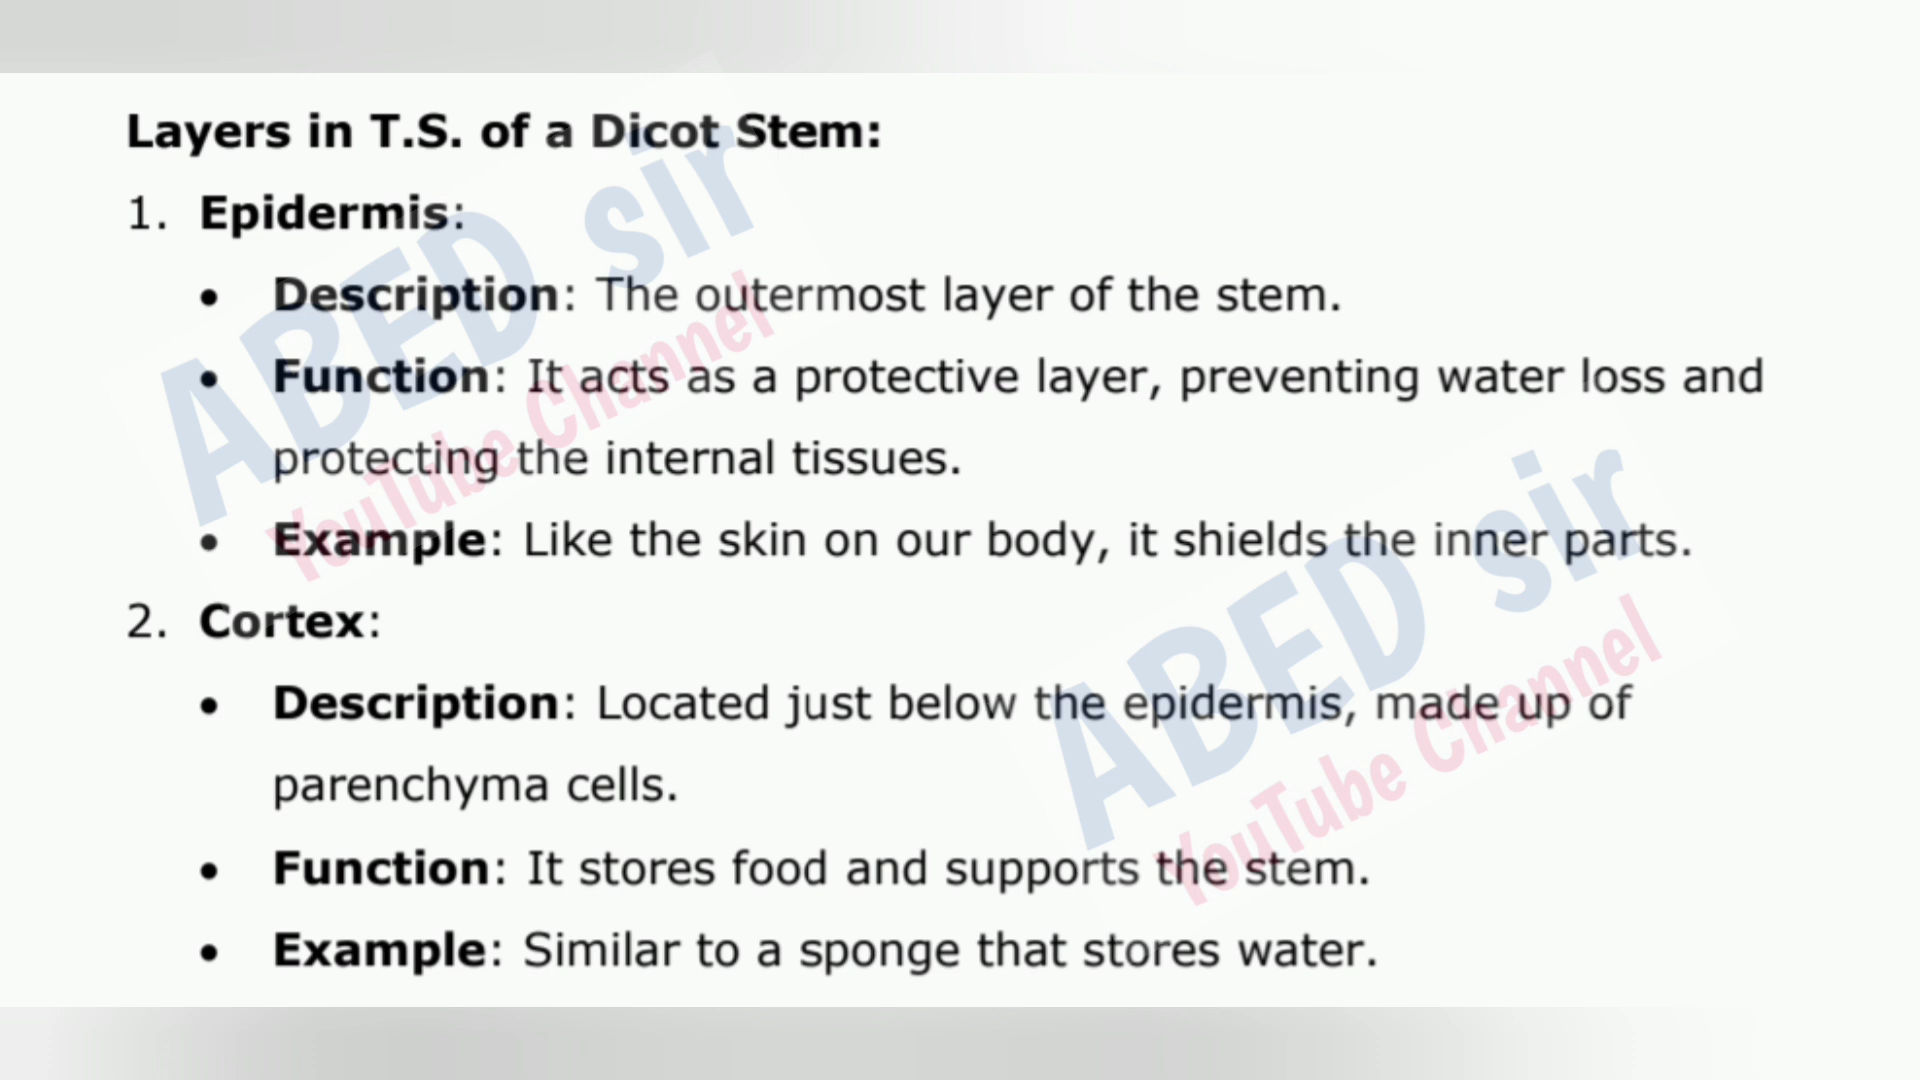 Layers in T.S. of a Dicot Stem:
1. Epidermis:
• Description: The outermost layer of the stem.
• Function: It acts as a protective layer, preventing water loss and
protecting the internal tissues.
• Example: Like the skin on our body, it shields the inner parts.
2. Cortex:
• Description: Located just below the epidermis, made up of
parenchyma cells.
• Function: It stores food and supports the stem.
• Example: Similar to a sponge that stores water.
ABED sir
YouTube Channel
ABED sir
YouTube Channel